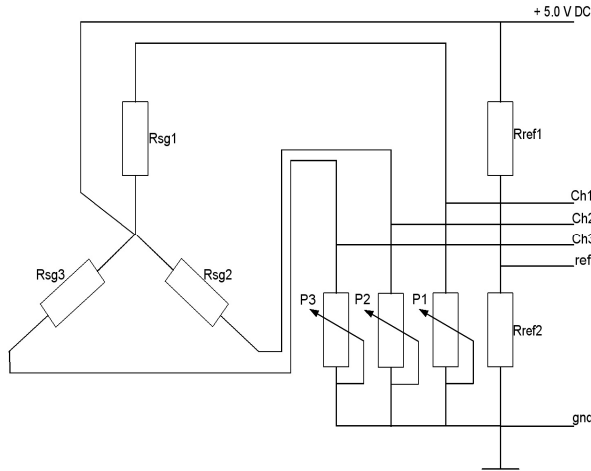 + 5.0 V DC
Rsg1
Rref1
Ch1
Ch2
Ch3
ref
Rsg3
Rsg2
P3
P2
P1
Rref2
gnd